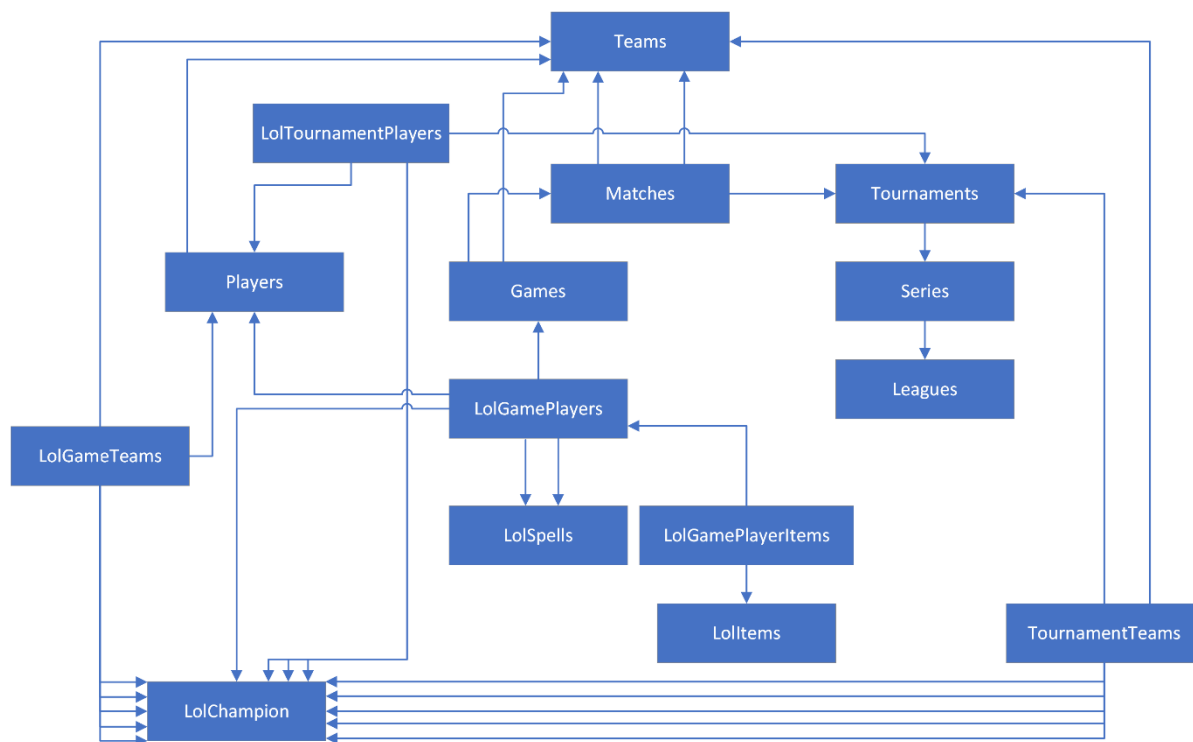 Teams
LolTournamentPlayers
Matches
Tournaments
Players
Games
Series
Leagues
LolGamePlayers
LolGameTeams
LolSpells
LolGamePlayerItems
LolItems
TournamentTeams
LolChampion